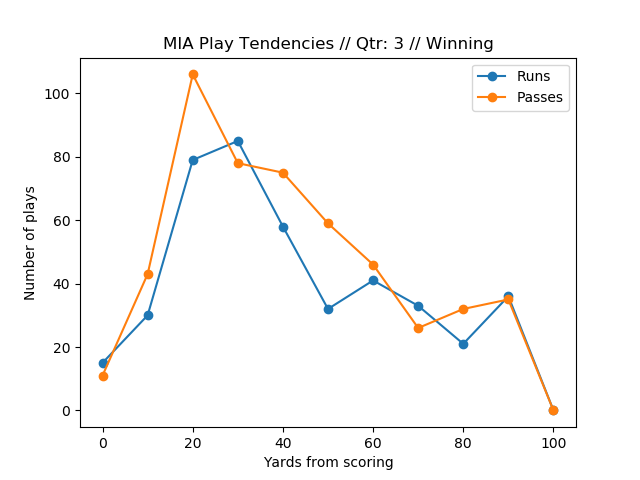 MIA Play Tendencies // Qtr: 3 // Winning
Runs
Passes
Number of plays
100
80
60
40
20
0
0 20 40 60 80 100
Yards from scoring